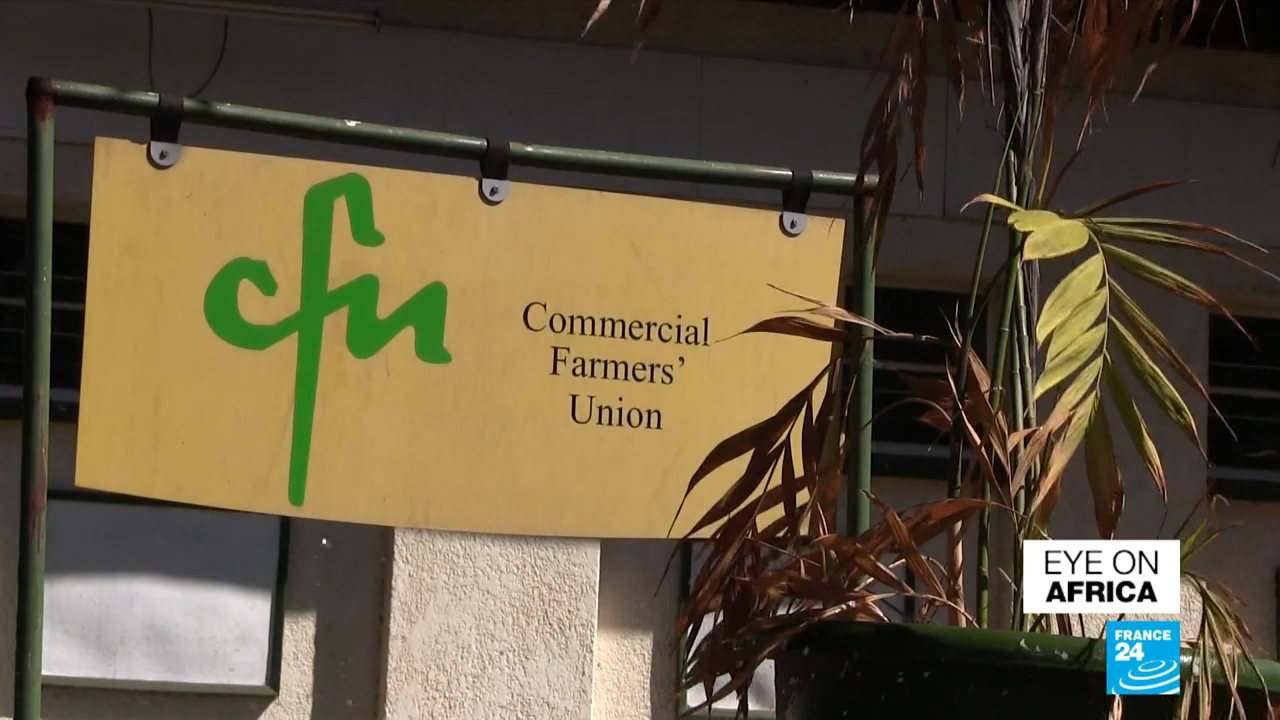 cfu
Commercial
Farmers’
Union
EYE ON
AFRICA
FRANCE
24